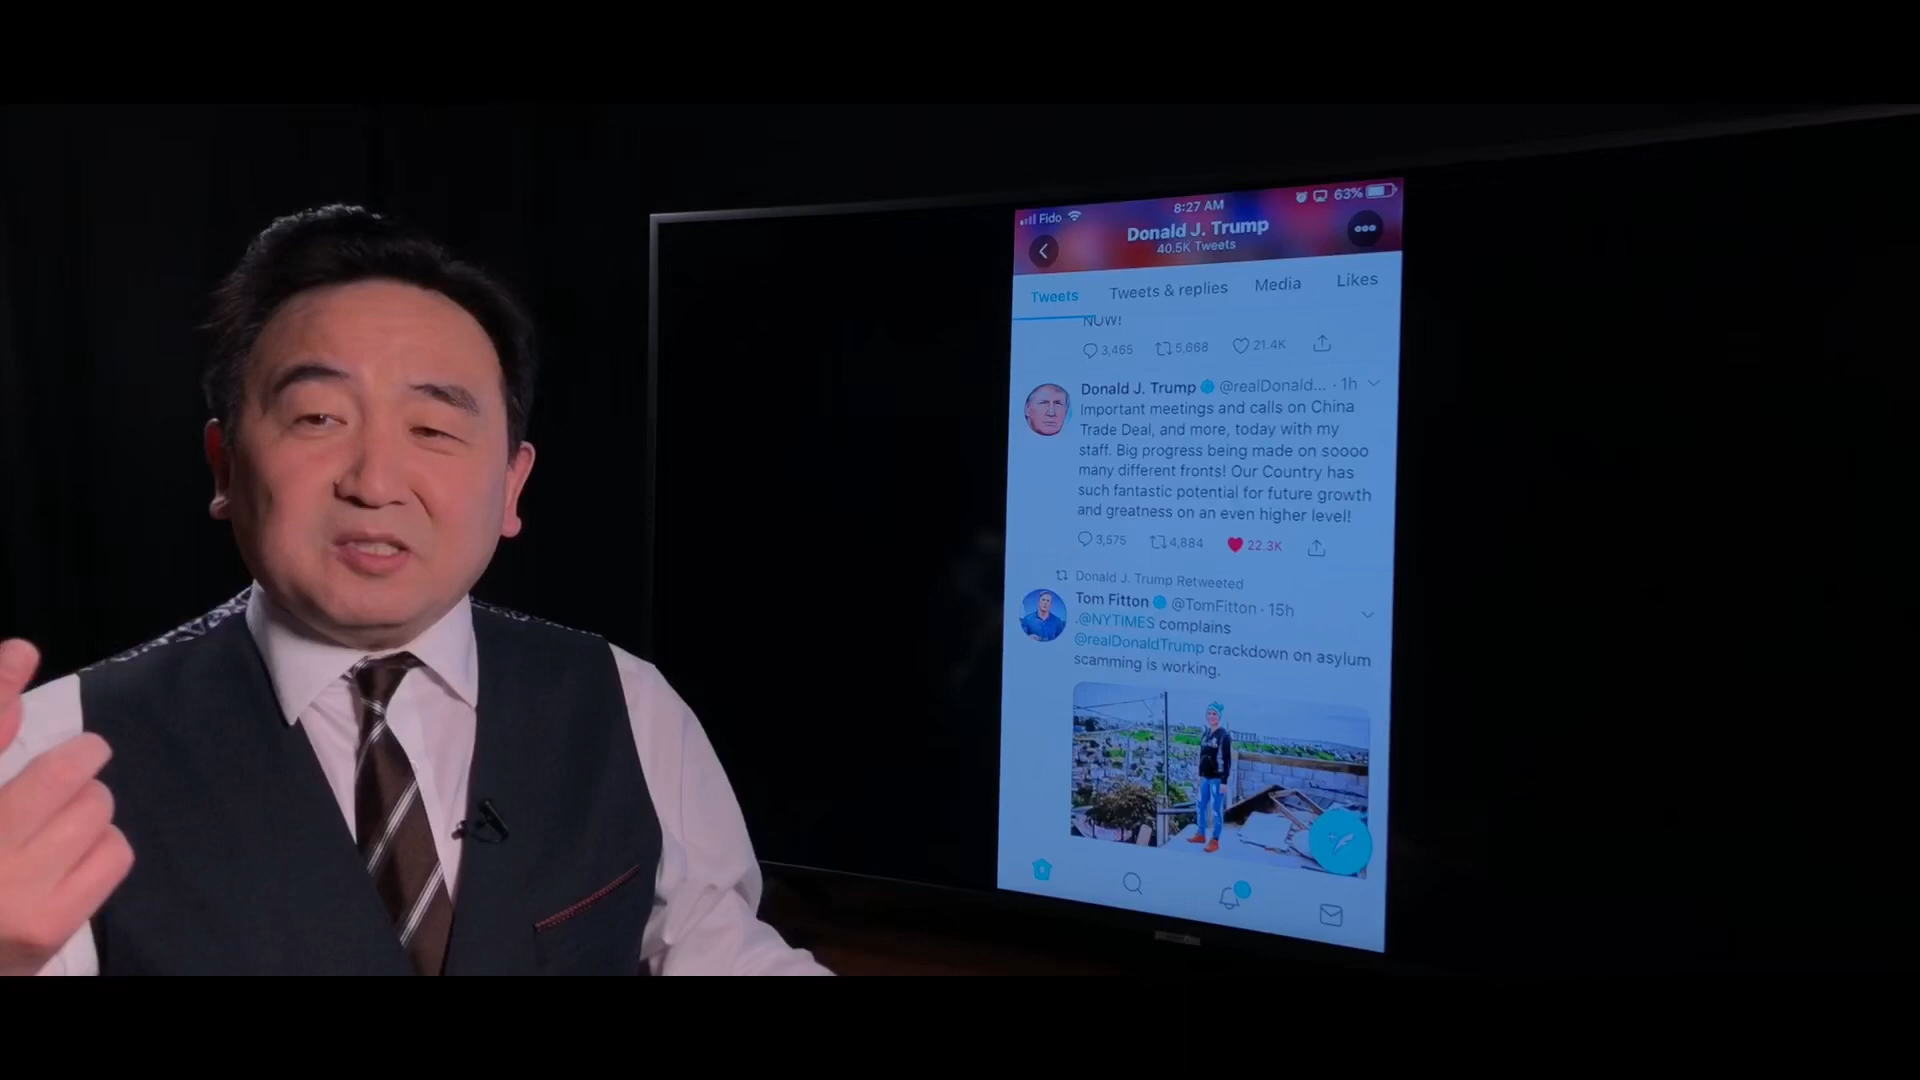 Fido
8:27 AM
63%
Donald J. Trump
40.5K Tweets
Tweets
Tweets & replies
Media
Likes
NOW!
3,465
5,668
21.4K
Donald J. Trump @realDonald... · 1h
Important meetings and calls on China
Trade Deal, and more, today with my
staff. Big progress being made on soooo
many different fronts! Our Country has
such fantastic potential for future growth
and greatness on an even higher level!
3,575
4,884
22.3K
Donald J. Trump Retweeted
Tom Fitton @TomFitton · 15h
.@NYTIMES complains
@realDonaldTrump crackdown on asylum
scamming is working.